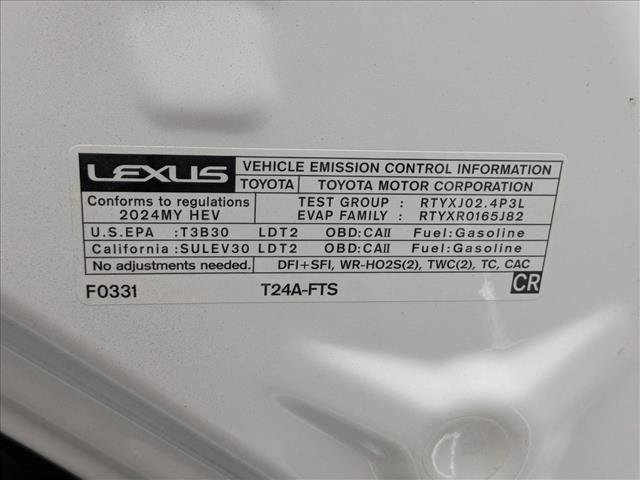 LEXUS VEHICLE EMISSION CONTROL INFORMATION
TOYOTA TOYOTA MOTOR CORPORATION
Conforms to regulations TEST GROUP : RTYXJ02.4P3L
2024MY HEV EVAP FAMILY : RTYXR0165J82
U.S.EPA :T3B30 LDT2 OBD:CAII Fuel:Gasoline
California :SULEV30 LDT2 OBD:CAII Fuel:Gasoline
No adjustments needed. DFI+SFI, WR-HO2S(2), TWC(2), TC, CAC
F0331 T24A-FTS CR